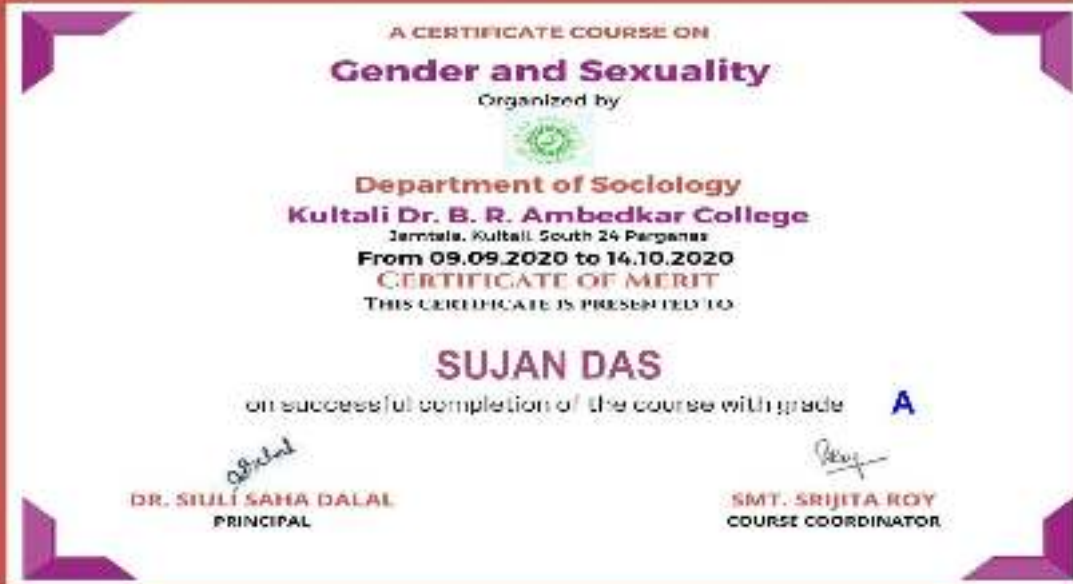 A CERTIFICATE COURSE ON
Gender and Sexuality
Organized by
Department of Sociology
Kultali Dr. B. R. Ambedkar College
Jamtala, Kultali, South 24 Parganas
From 09.09.2020 to 14.10.2020
CERTIFICATE OF MERIT
THIS CERTIFICATE IS PRESENTED TO
SUJAN DAS
on successful completion of the course with grade A
DR. SIULI SAHA DALAL
PRINCIPAL
SMT. SRIJITA ROY
COURSE COORDINATOR